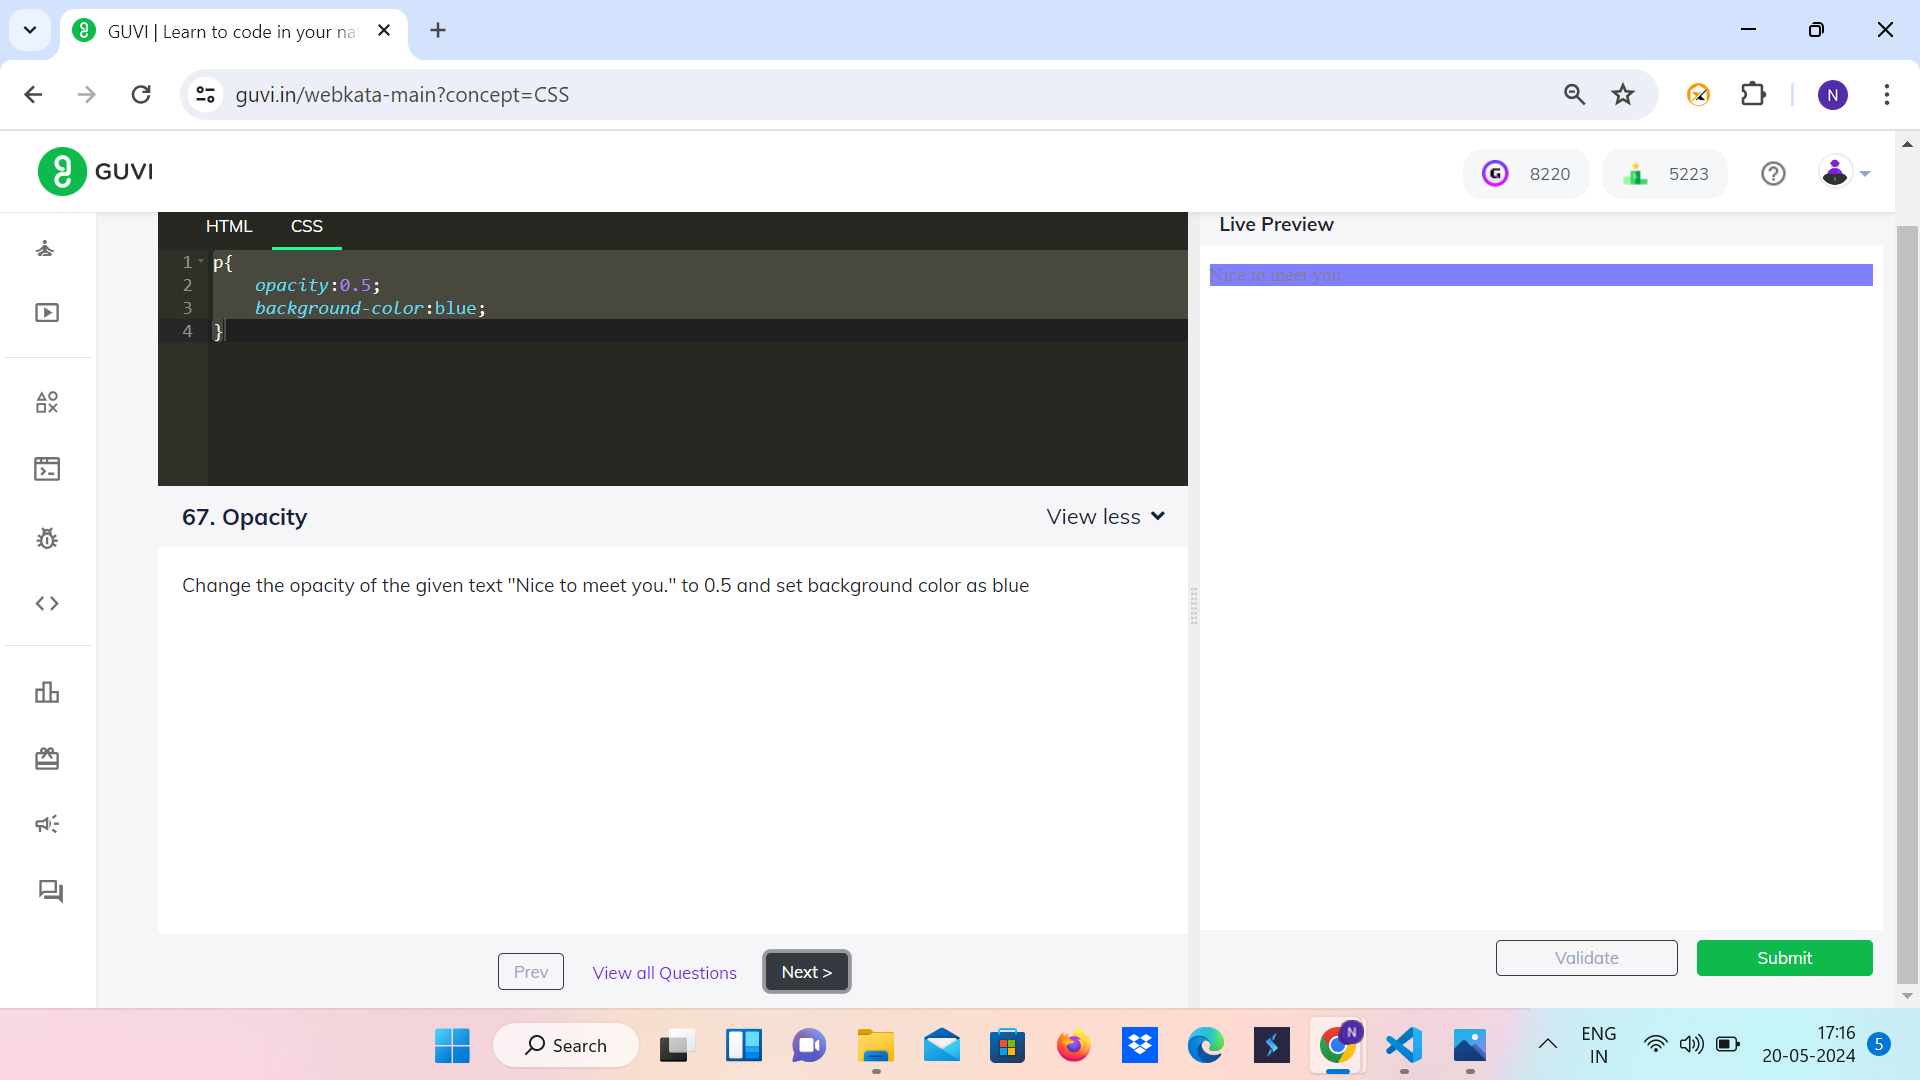 GUVI | Learn to code in your na
guvi.in/webkata-main?concept=CSS
N
GUVI
8220
5223
HTML CSS
Live Preview
1 p{
2 opacity:0.5;
3 background-color:blue;
4 }
Nice to meet you.
67. Opacity
View less
Change the opacity of the given text "Nice to meet you." to 0.5 and set background color as blue
Prev
View all Questions
Next >
Validate
Submit
Search
N
ENG
IN
17:16
20-05-2024
5